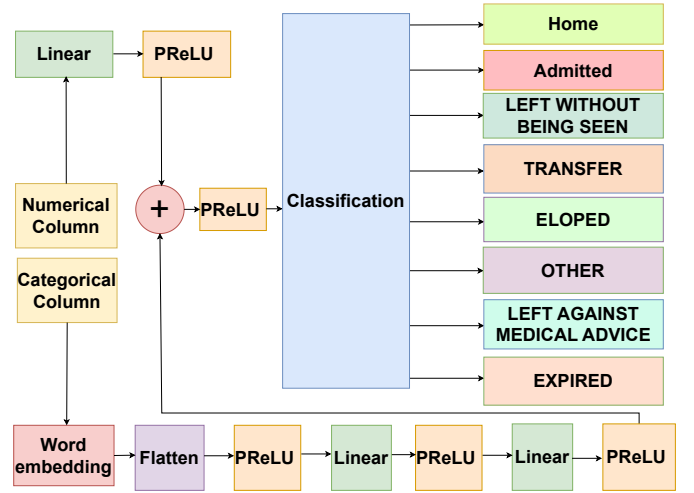 Linear
PReLU
Numerical
Column
Categorical
Column
+
PReLU
Classification
Home
Admitted
LEFT WITHOUT
BEING SEEN
TRANSFER
ELOPED
OTHER
LEFT AGAINST
MEDICAL ADVICE
EXPIRED
Word
embedding
Flatten
PReLU
Linear
PReLU
Linear
PReLU